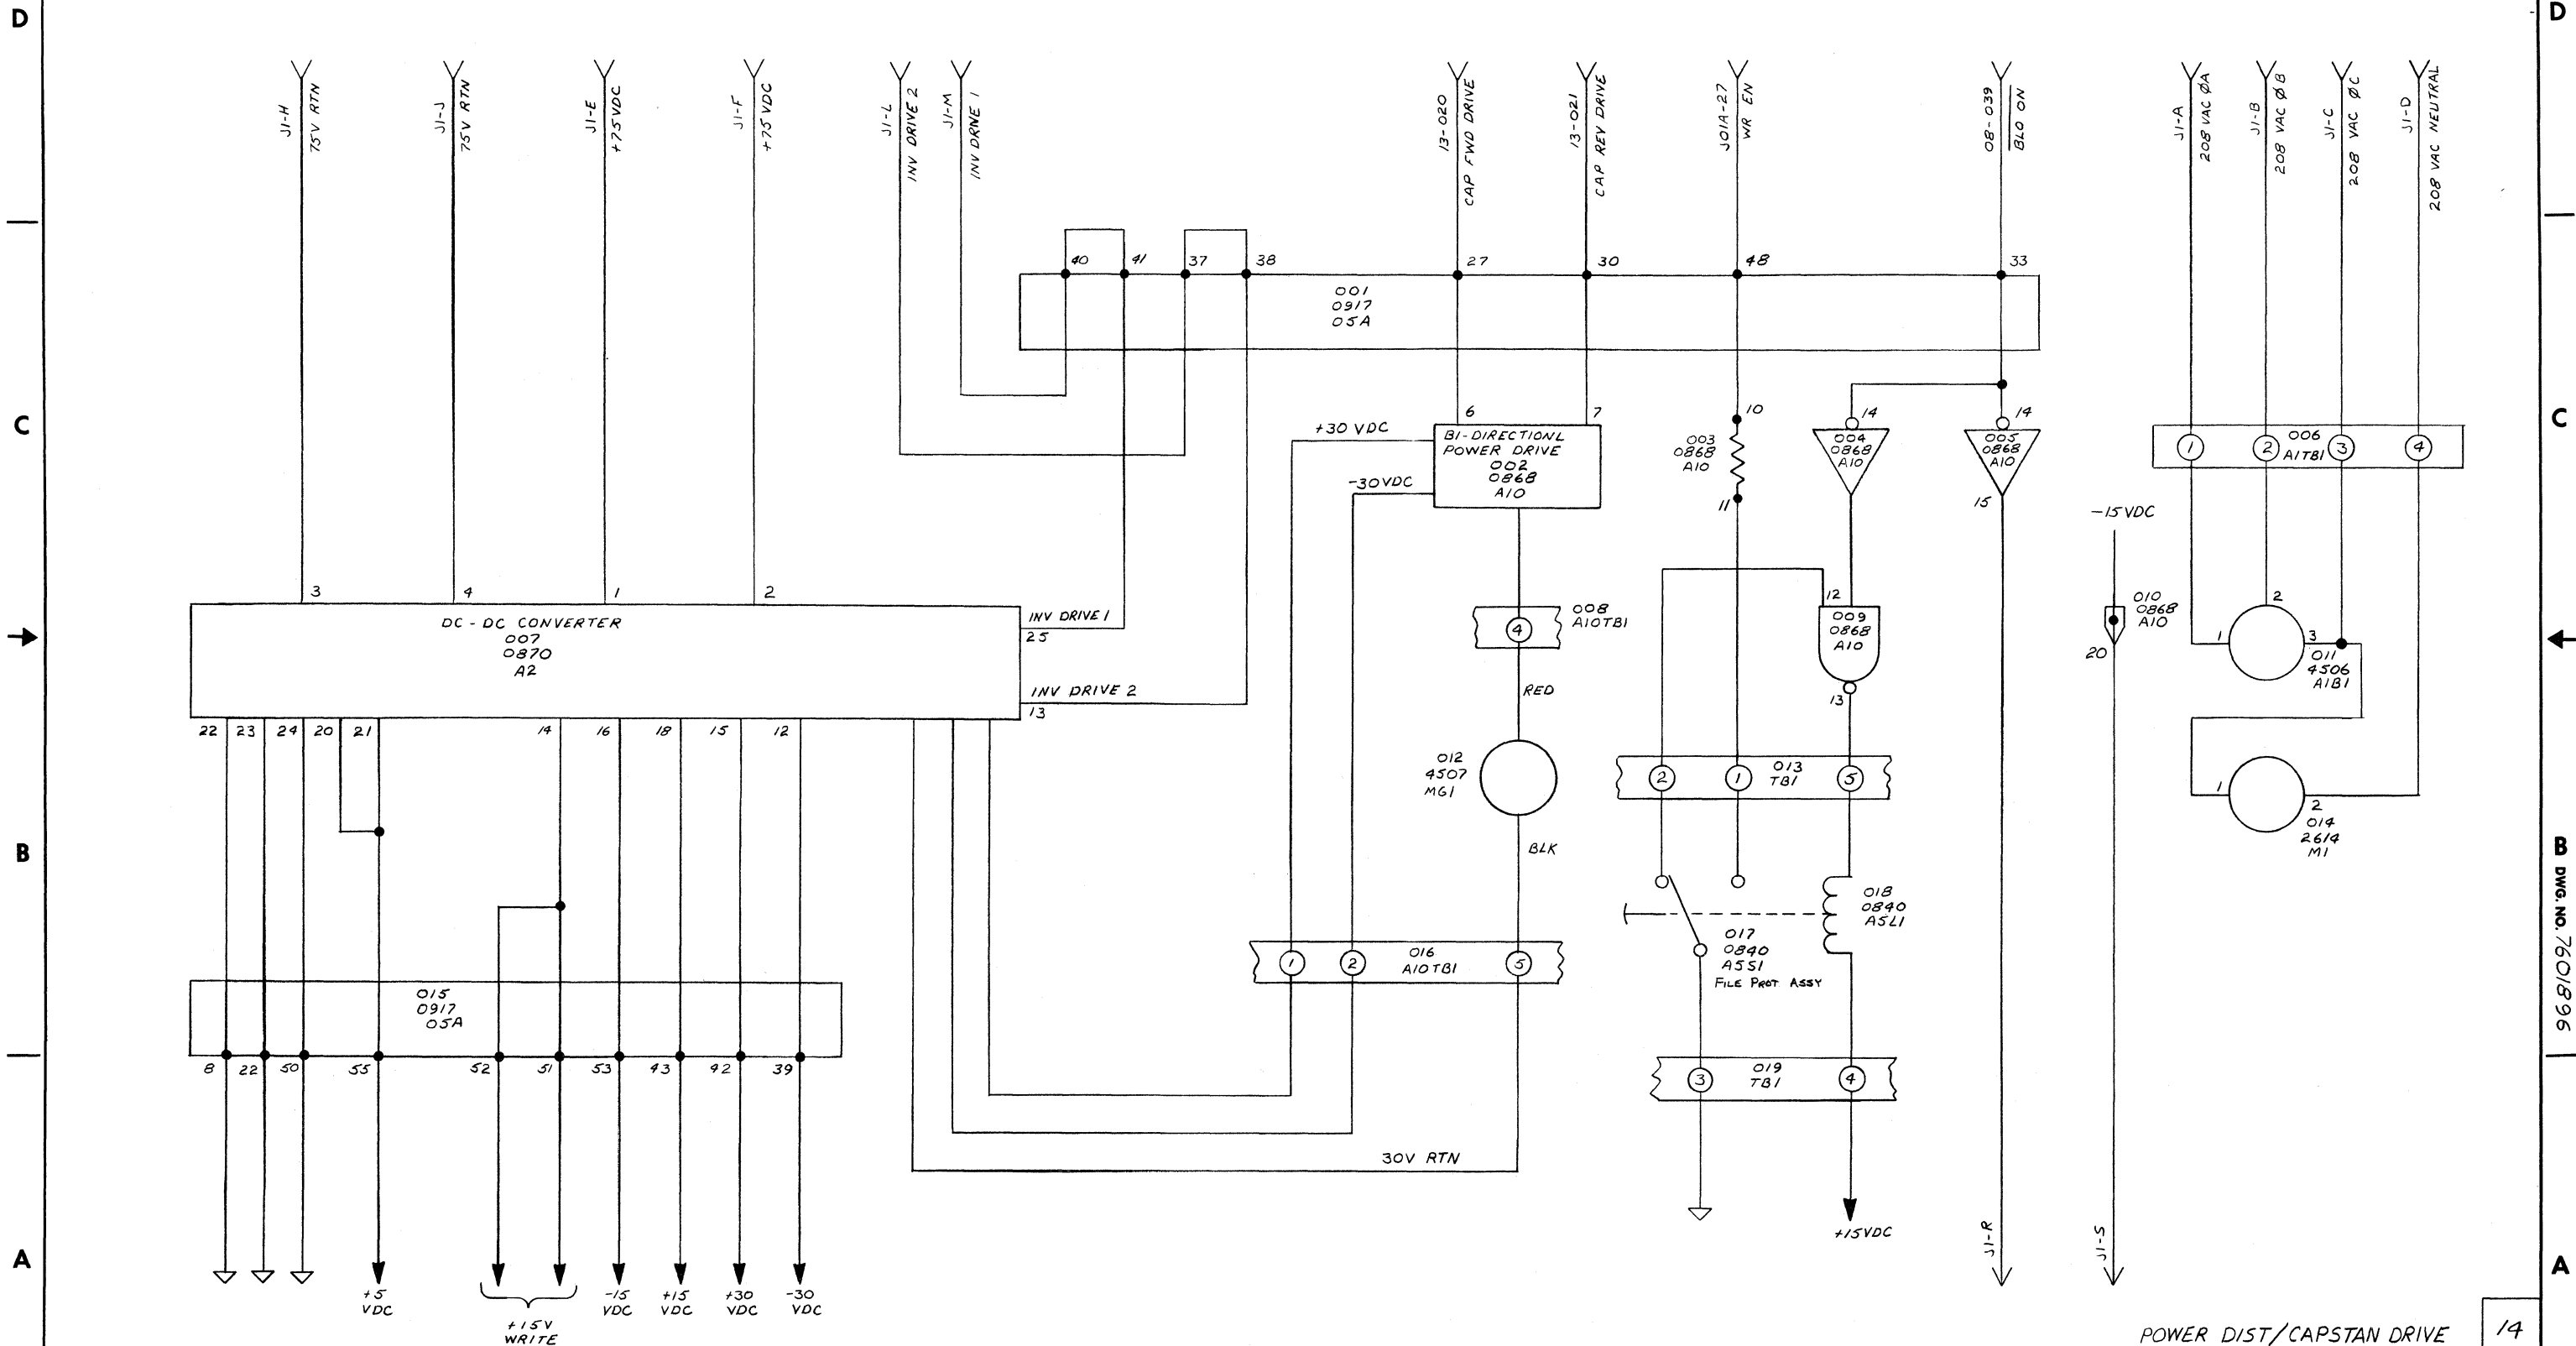 D
D
J1-H
75V RTN
J1-J
75V RTN
J1-E
+75VDC
J1-F
+75 VDC
J1-L
INV DRIVE 2
J1-M
INV DRIVE 1
13-020
CAP FWD DRIVE
13-021
CAP REV DRIVE
J01A-27
WR EN
08-039
BLO ON
J1-A
208 VAC ØA
J1-B
208 VAC ØB
J1-C
208 VAC ØC
J1-D
208 VAC NEUTRAL
40
41
37
38
27
30
48
33
001
0917
05A
C
C
+30 VDC
-30VDC
6
7
BI-DIRECTIONL
POWER DRIVE
002
0868
A10
10
003
0868
A10
11
14
004
0868
A10
14
005
0868
A10
15
1
2
006
A1TB1
3
4
-15 VDC
010
0868
A10
20
3
4
1
2
DC-DC CONVERTER
007
0870
A2
INV DRIVE 1
25
INV DRIVE 2
13
4
008
A10TB1
12
009
0868
A10
13
2
1
3
011
4506
A1B1
22
23
24
20
21
14
16
18
15
12
RED
012
4507
MG1
BLK
2
1
013
TB1
5
1
2
014
2614
M1
B
B
DWG. NO. 7601896
018
0840
A5L1
017
0840
A5S1
FILE PROT ASSY
1
2
016
A10TB1
5
015
0917
05A
8
22
50
55
52
51
53
43
42
39
3
019
TB1
4
30V RTN
+15VDC
J1-R
J1-S
A
A
+5
VDC
+15V
WRITE
-15
VDC
+15
VDC
+30
VDC
-30
VDC
POWER DIST/CAPSTAN DRIVE
14